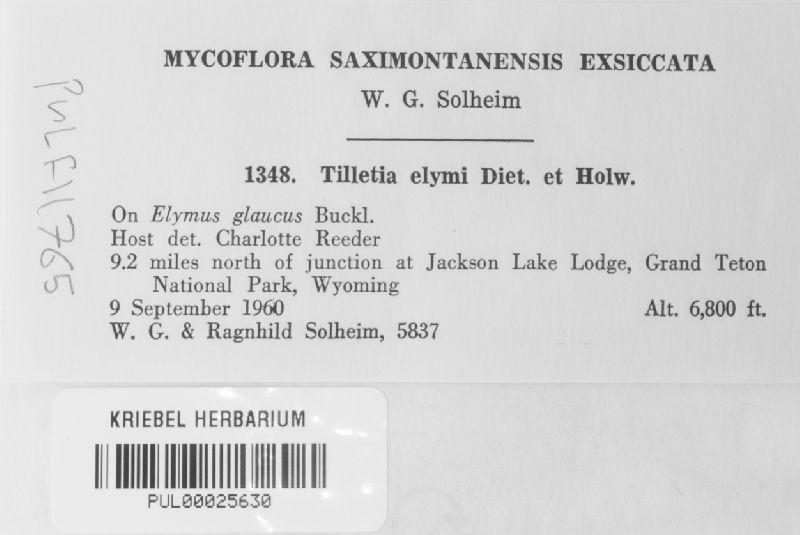 MYCOFLORA SAXIMONTANENSIS EXSICCATA
W. G. Solheim
1348. Tilletia elymi Diet. et Holw.
On Elymus glaucus Buckl.
Host det. Charlotte Reeder
9.2 miles north of junction at Jackson Lake Lodge, Grand Teton
National Park, Wyoming
9 September 1960 Alt. 6,800 ft.
W. G. & Ragnhild Solheim, 5837
PUL F11765
KRIEBEL HERBARIUM
PUL00025630